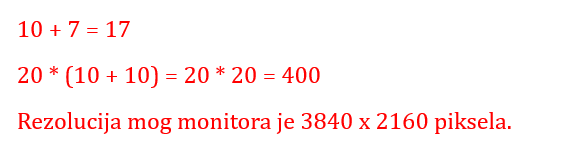 10 + 7 = 17
20 * (10 + 10) = 20 * 20 = 400
Rezolucija mog monitora je 3840 x 2160 piksela.